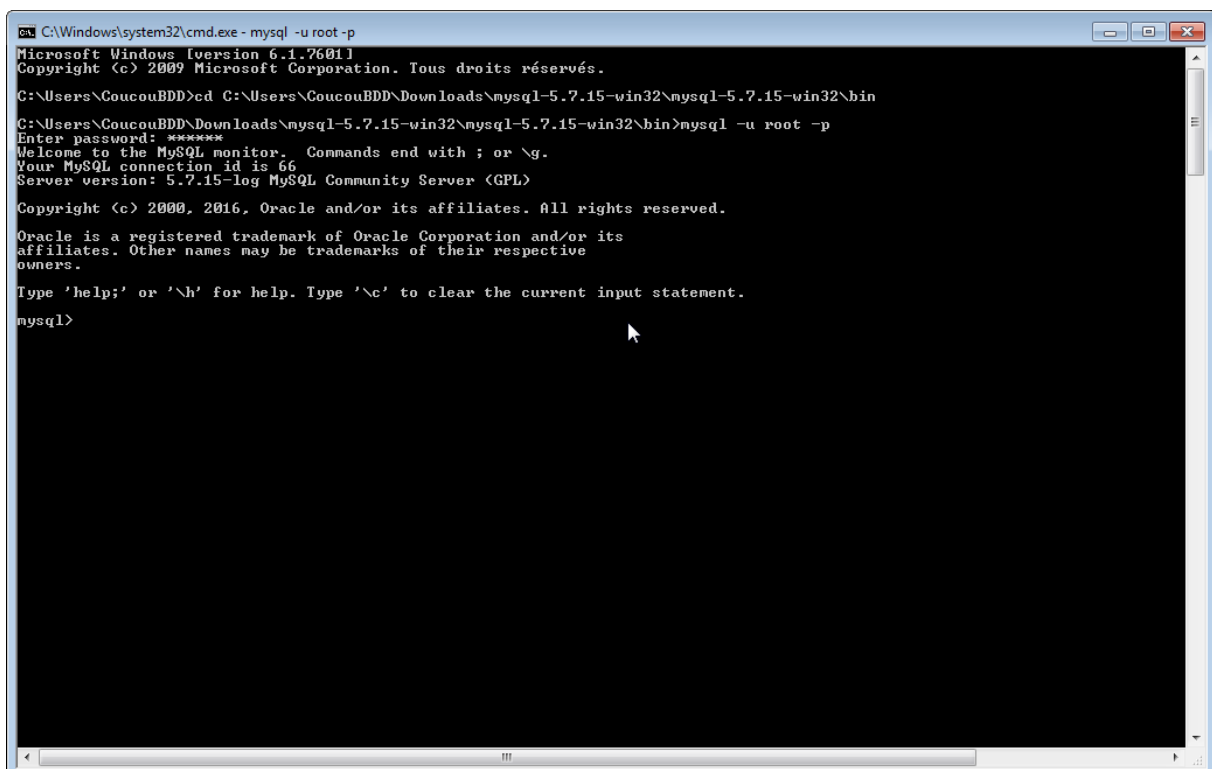 C:\Windows\system32\cmd.exe - mysql -u root -p
Microsoft Windows [version 6.1.7601]
Copyright (c) 2009 Microsoft Corporation. Tous droits réservés.
C:\Users\CoucouBDD>cd C:\Users\CoucouBDD\Downloads\mysql-5.7.15-win32\mysql-5.7.15-win32\bin
C:\Users\CoucouBDD\Downloads\mysql-5.7.15-win32\mysql-5.7.15-win32\bin>mysql -u root -p
Enter password: ******
Welcome to the MySQL monitor.  Commands end with ; or \g.
Your MySQL connection id is 66
Server version: 5.7.15-log MySQL Community Server (GPL)
Copyright (c) 2000, 2016, Oracle and/or its affiliates. All rights reserved.
Oracle is a registered trademark of Oracle Corporation and/or its
affiliates. Other names may be trademarks of their respective
owners.
Type 'help;' or '\h' for help. Type '\c' to clear the current input statement.
mysql>